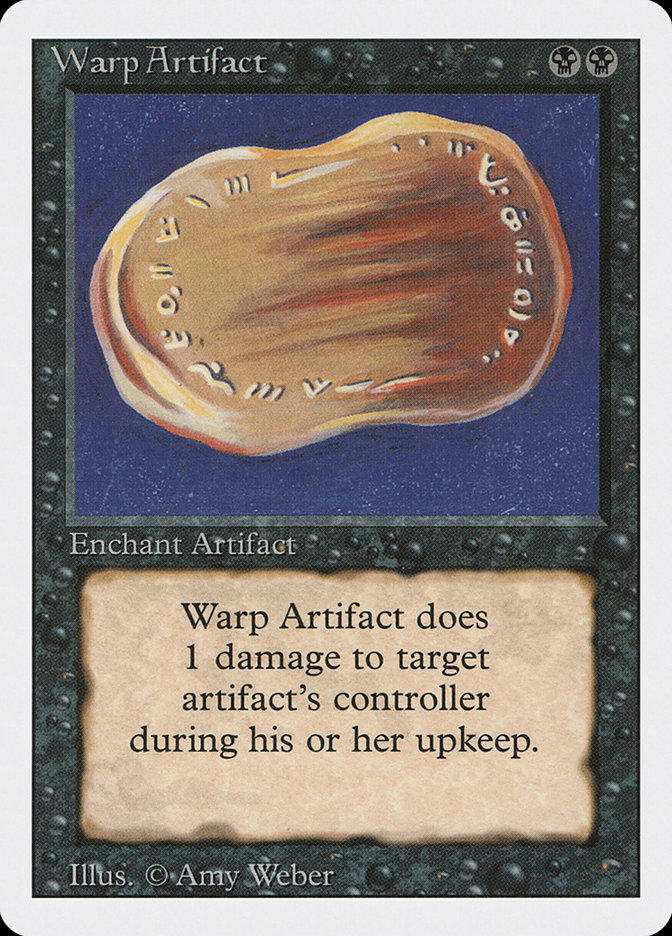 Warp Artifact
Enchant Artifact
Warp Artifact does
1 damage to target
artifact's controller
during his or her upkeep.
Illus. © Amy Weber